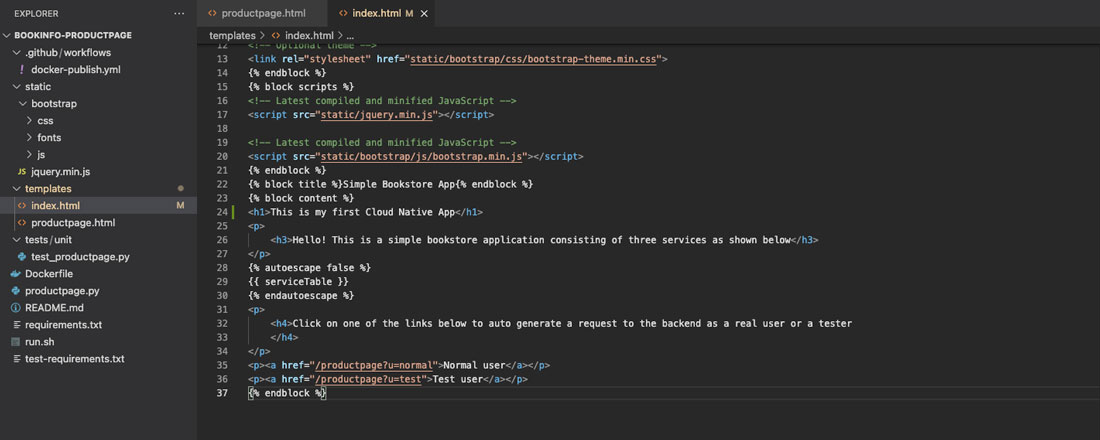 EXPLORER
BOOKINFO-PRODUCTPAGE
.github/workflows
docker-publish.yml
static
bootstrap
css
fonts
js
JS jquery.min.js
templates
index.html M
productpage.html
tests/unit
test_productpage.py
Dockerfile
productpage.py
README.md
requirements.txt
run.sh
test-requirements.txt
productpage.html
index.html M
templates > index.html > ...
12 <!-- Optional theme -->
13 <link rel="stylesheet" href="static/bootstrap/css/bootstrap-theme.min.css">
14 {% endblock %}
15 {% block scripts %}
16 <!-- Latest compiled and minified JavaScript -->
17 <script src="static/jquery.min.js"></script>
18
19 <!-- Latest compiled and minified JavaScript -->
20 <script src="static/bootstrap/js/bootstrap.min.js"></script>
21 {% endblock %}
22 {% block title %}Simple Bookstore App{% endblock %}
23 {% block content %}
24 <h1>This is my first Cloud Native App</h1>
25 <p>
26 <h3>Hello! This is a simple bookstore application consisting of three services as shown below</h3>
27 </p>
28 {% autoescape false %}
29 {{ serviceTable }}
30 {% endautoescape %}
31 <p>
32 <h4>Click on one of the links below to auto generate a request to the backend as a real user or a tester
33 </h4>
34 </p>
35 <p><a href="/productpage?u=normal">Normal user</a></p>
36 <p><a href="/productpage?u=test">Test user</a></p>
37 {% endblock %}